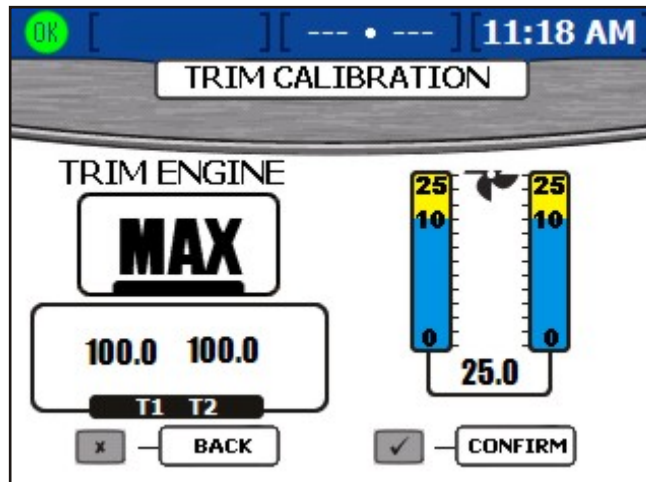 OK [ ][ --- • --- ] 11:18 AM
TRIM CALIBRATION
TRIM ENGINE
MAX
100.0 100.0
T1 T2
25 25
10 10
0 0
25.0
x BACK
✓ CONFIRM